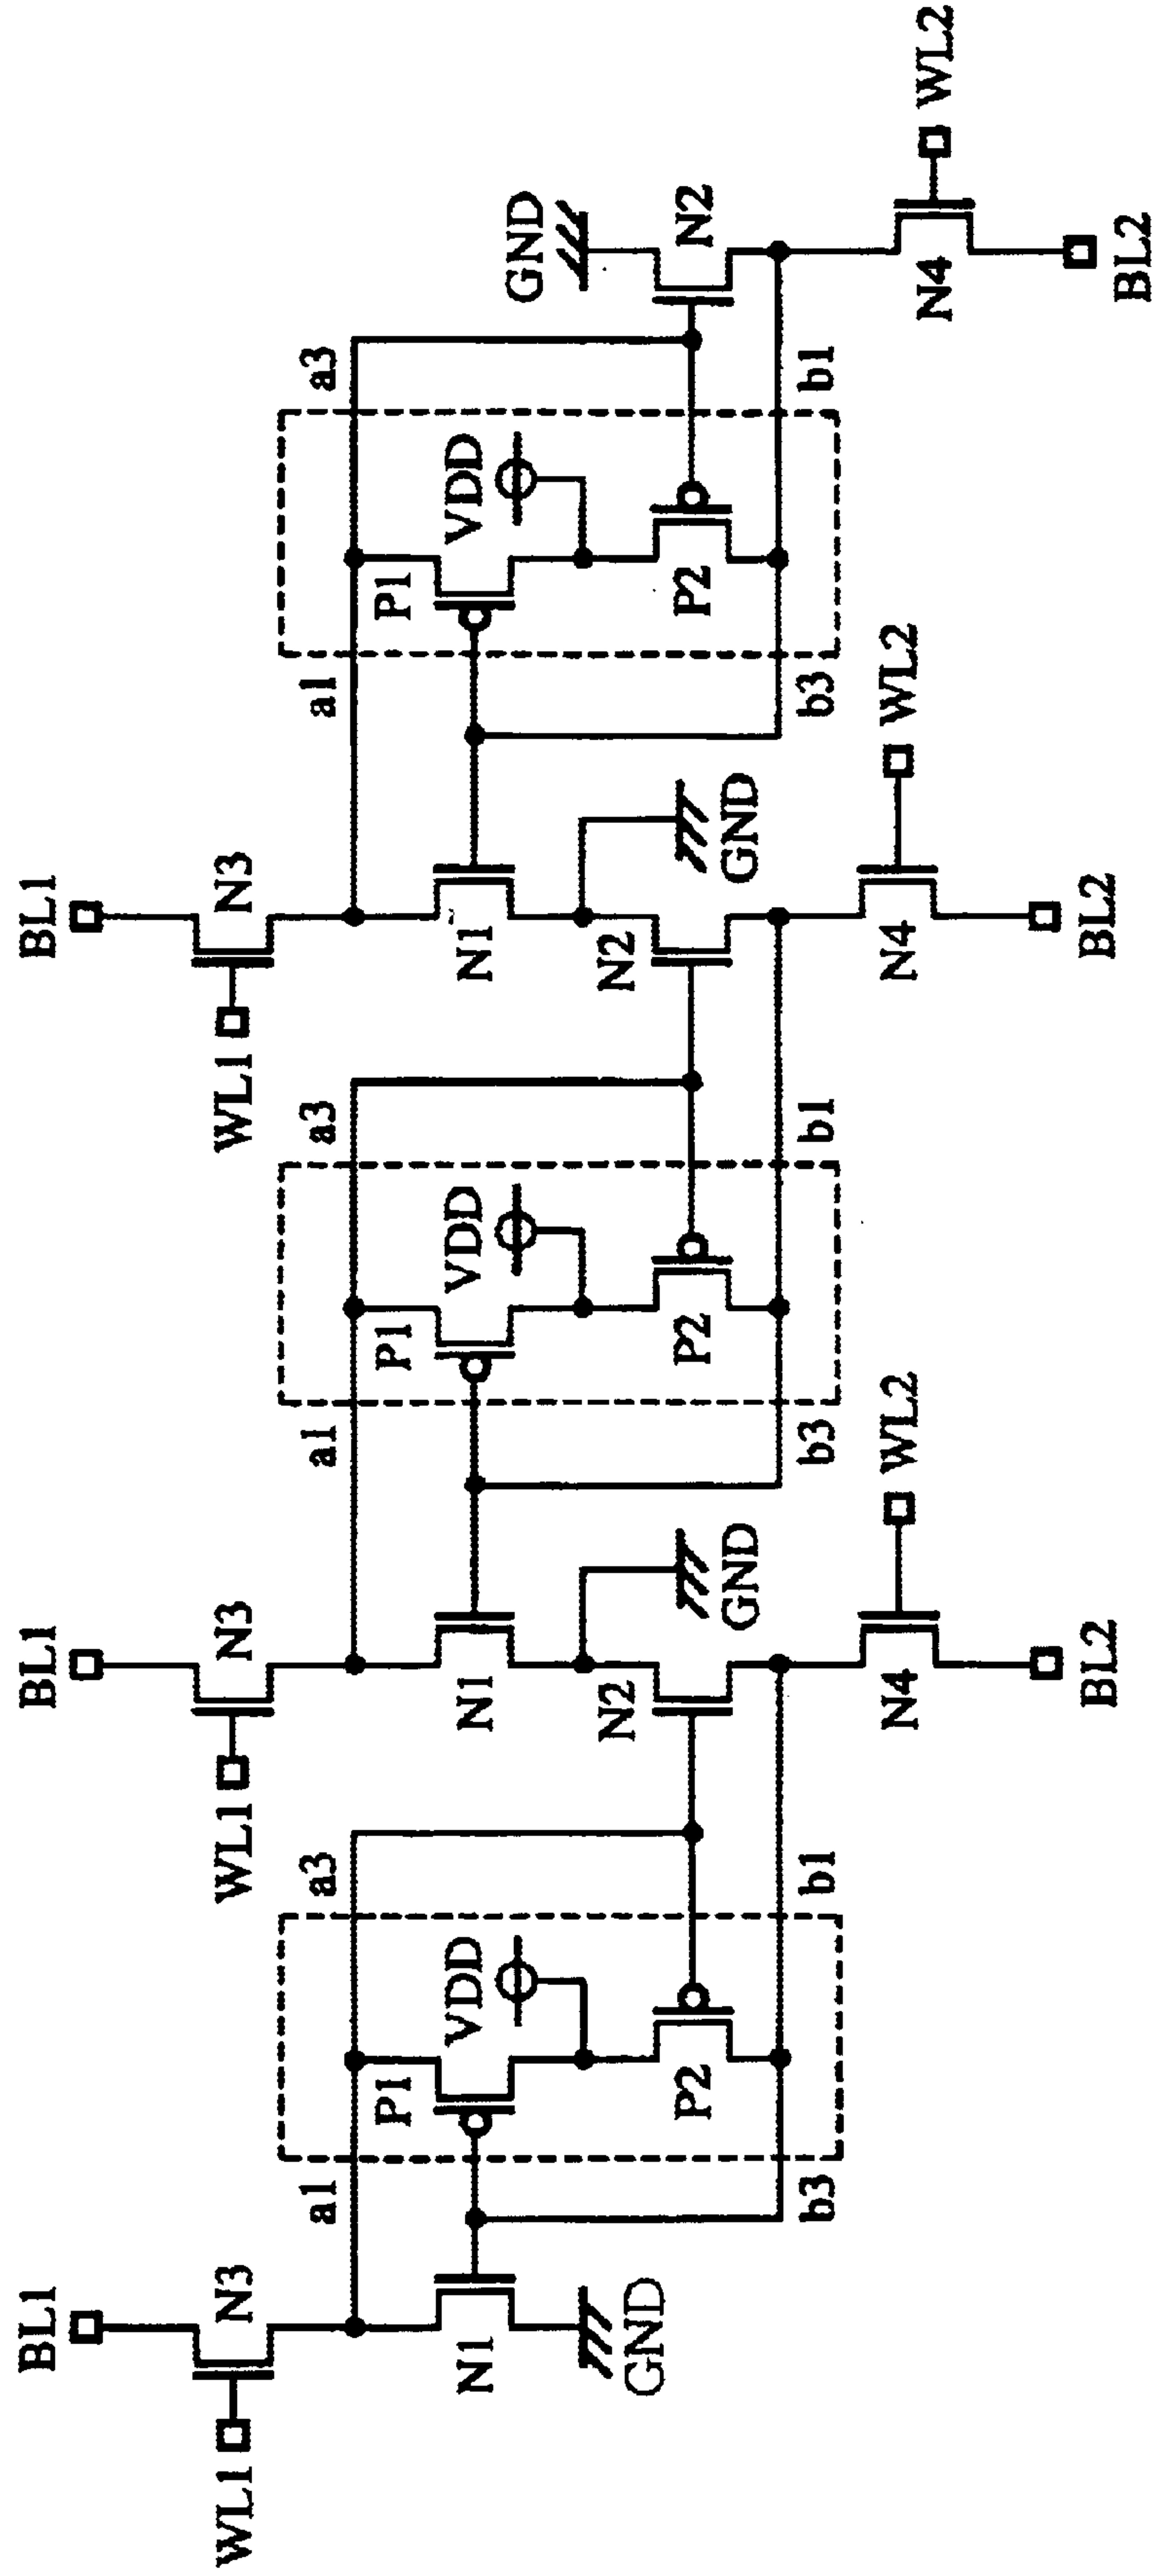 BL1
BL1
BL1
WL1
N3
WL1
N3
WL1
N3
a1
a3
a1
a3
a1
a3
P1
P1
P1
N1
VDD
N1
VDD
N1
VDD
GND
GND
N2
N2
P2
P2
P2
N2
GND
GND
b3
b1
b3
b1
b3
b1
N4
WL2
N4
WL2
N4
WL2
BL2
BL2
BL2